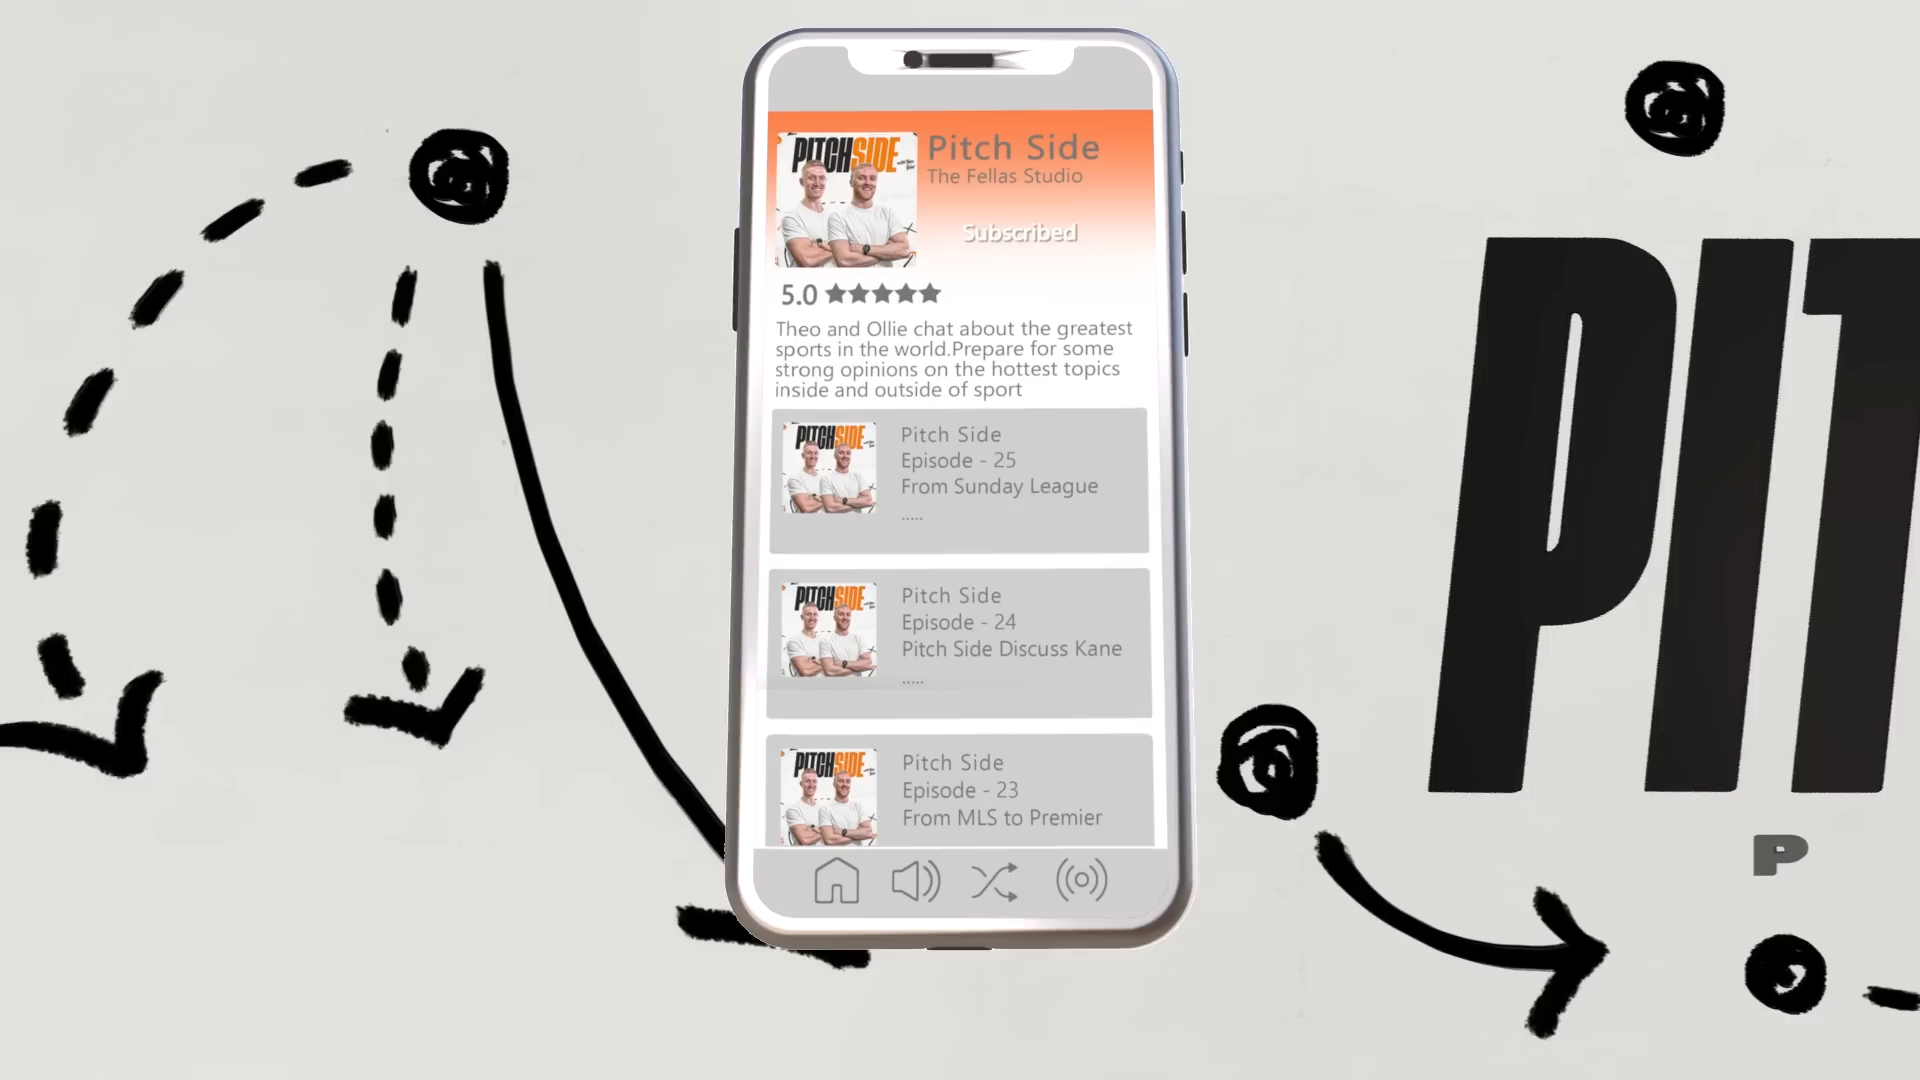 PITCHSIDE
Pitch Side
The Fellas Studio
Subscribed
5.0
Theo and Ollie chat about the greatest
sports in the world.Prepare for some
strong opinions on the hottest topics
inside and outside of sport
PITCHSIDE
Pitch Side
Episode - 25
From Sunday League
.....
PITCHSIDE
Pitch Side
Episode - 24
Pitch Side Discuss Kane
.....
PITCHSIDE
Pitch Side
Episode - 23
From MLS to Premier
PIT
P